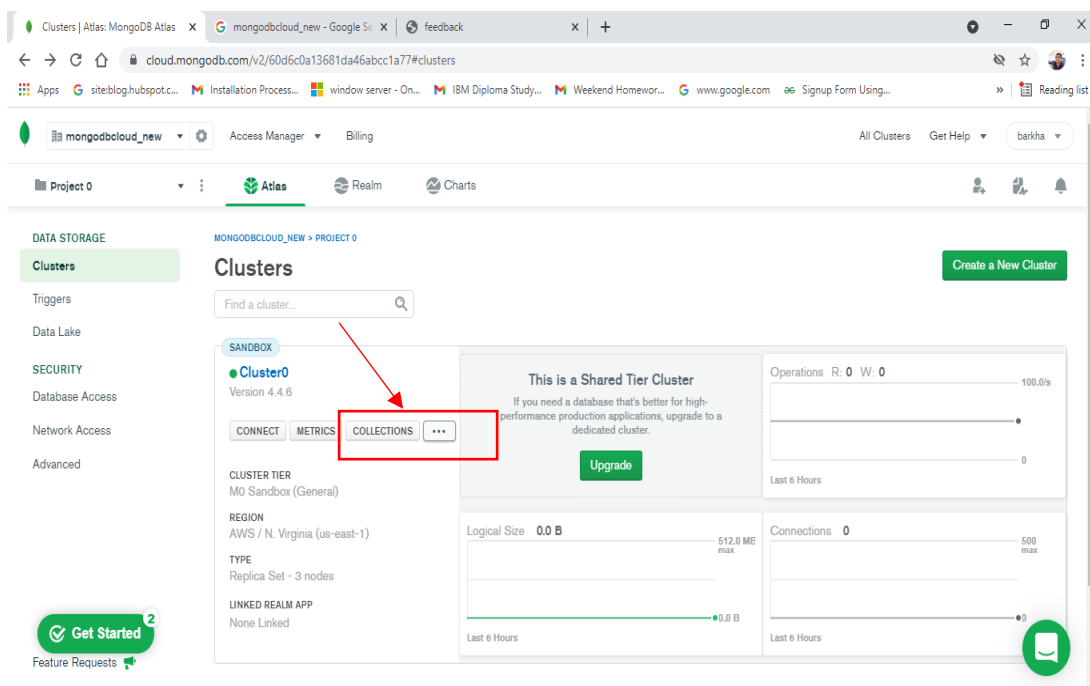 Clusters | Atlas: MongoDB Atlas
mongodbcloud_new - Google Se
feedback
cloud.mongodb.com/v2/60d6c0a13681da46abcc1a77#clusters
Apps site:blog.hubspot.c... Installation Process... window server - On... IBM Diploma Study... Weekend Homewor... www.google.com Signup Form Using... » Reading list
mongodbcloud_new Access Manager Billing All Clusters Get Help barkha
Project 0 Atlas Realm Charts
DATA STORAGE
Clusters
Triggers
Data Lake
SECURITY
Database Access
Network Access
Advanced
MONGODBCLOUD_NEW > PROJECT 0
Clusters
Create a New Cluster
Find a cluster...
SANDBOX
Cluster0
Version 4.4.6
CONNECT METRICS COLLECTIONS ...
CLUSTER TIER
M0 Sandbox (General)
REGION
AWS / N. Virginia (us-east-1)
TYPE
Replica Set - 3 nodes
LINKED REALM APP
None Linked
This is a Shared Tier Cluster
If you need a database that's better for high-
performance production applications, upgrade to a
dedicated cluster.
Upgrade
Operations R: 0 W: 0
100.0/s
0
Last 6 Hours
Logical Size 0.0 B
512.0 MB
max
0.0 B
Last 6 Hours
Connections 0
500
max
0
Last 6 Hours
Get Started
2
Feature Requests